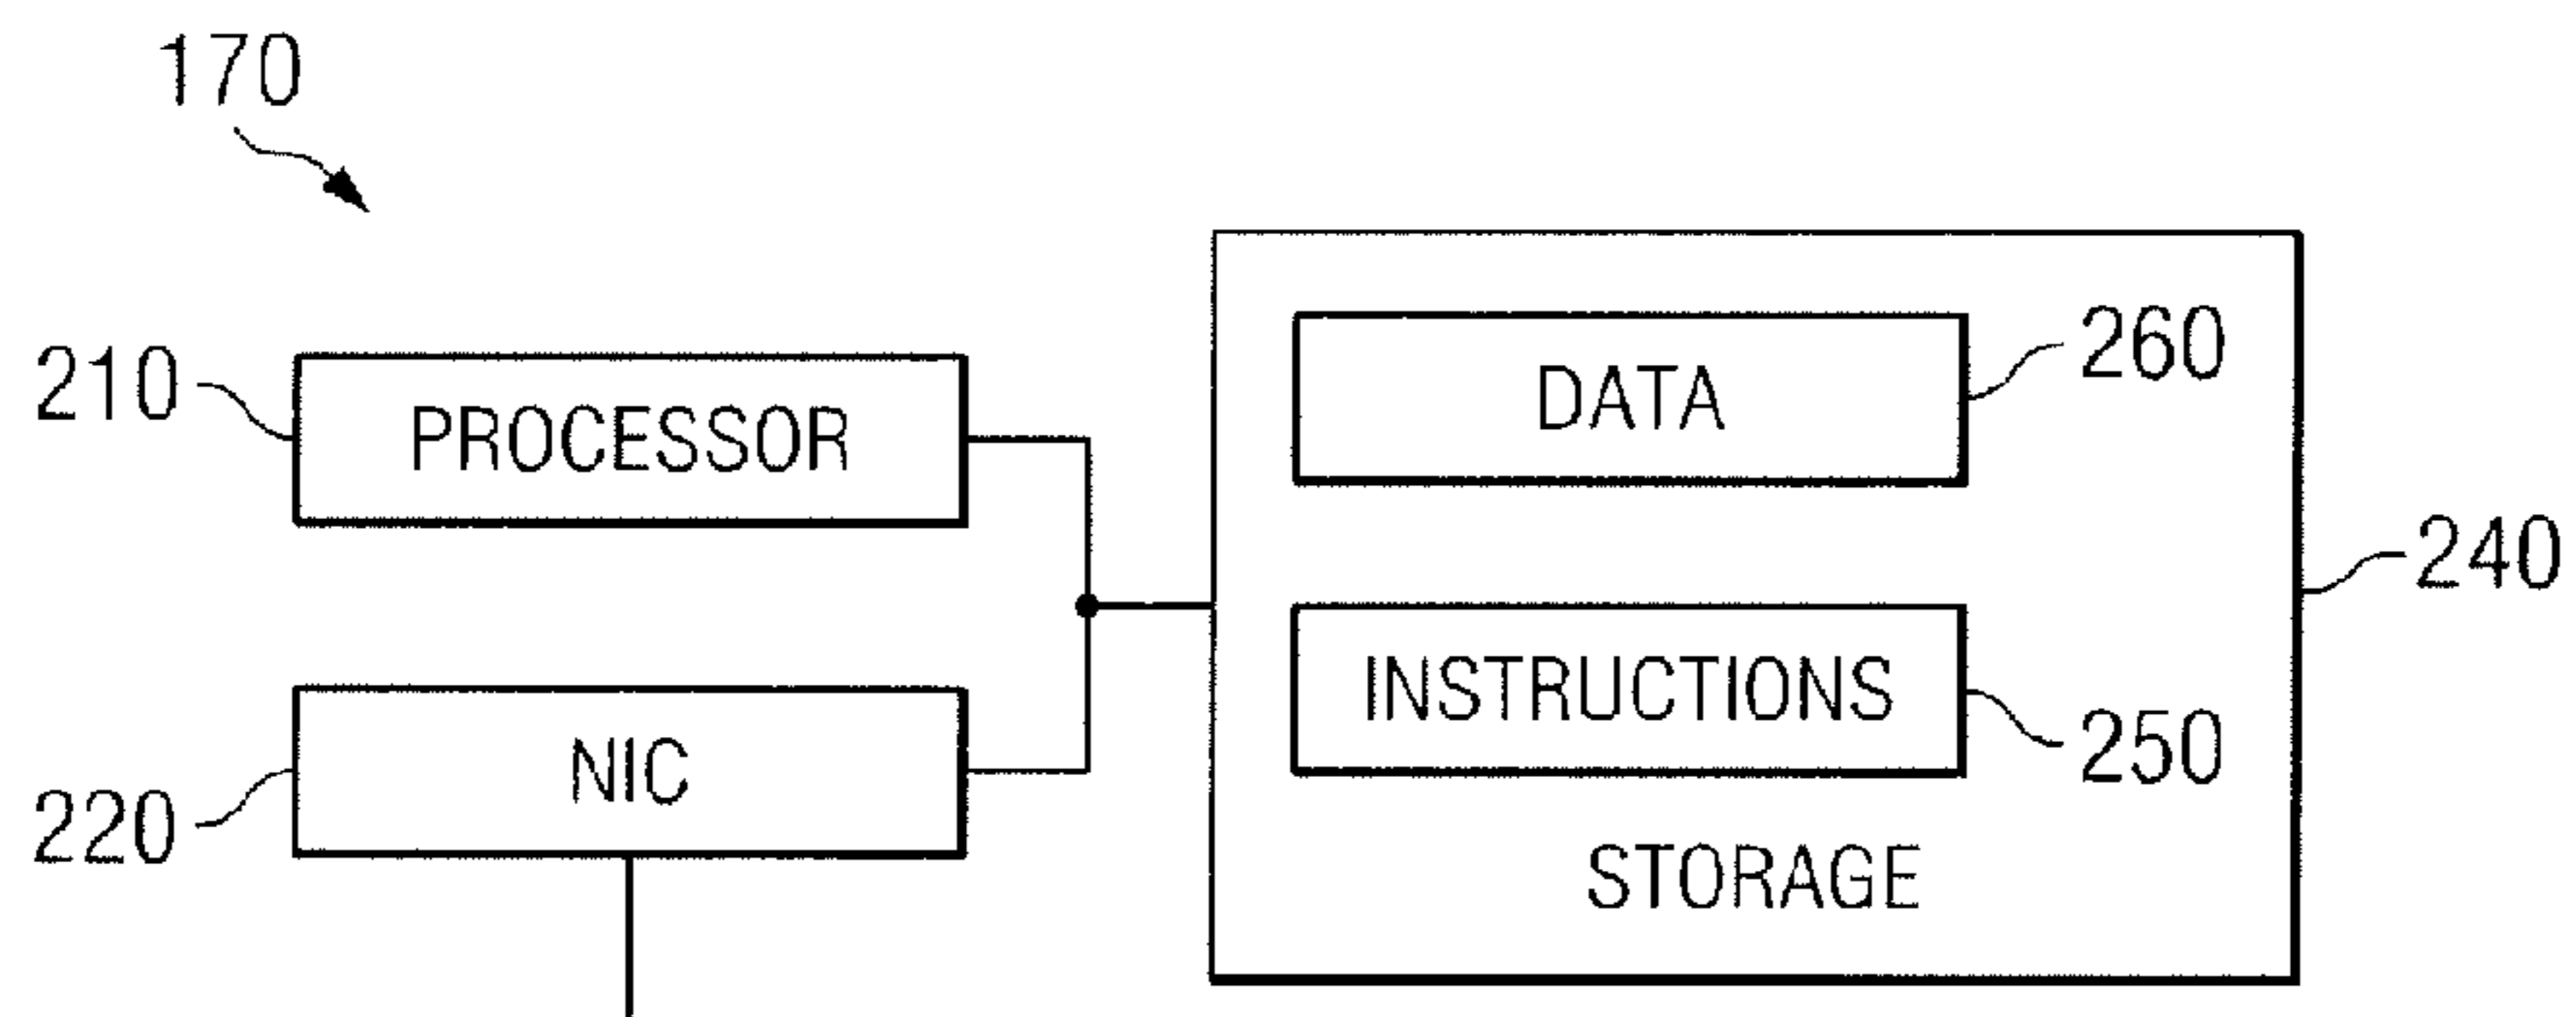 170
210
PROCESSOR
220
NIC
DATA
260
INSTRUCTIONS
250
STORAGE
240